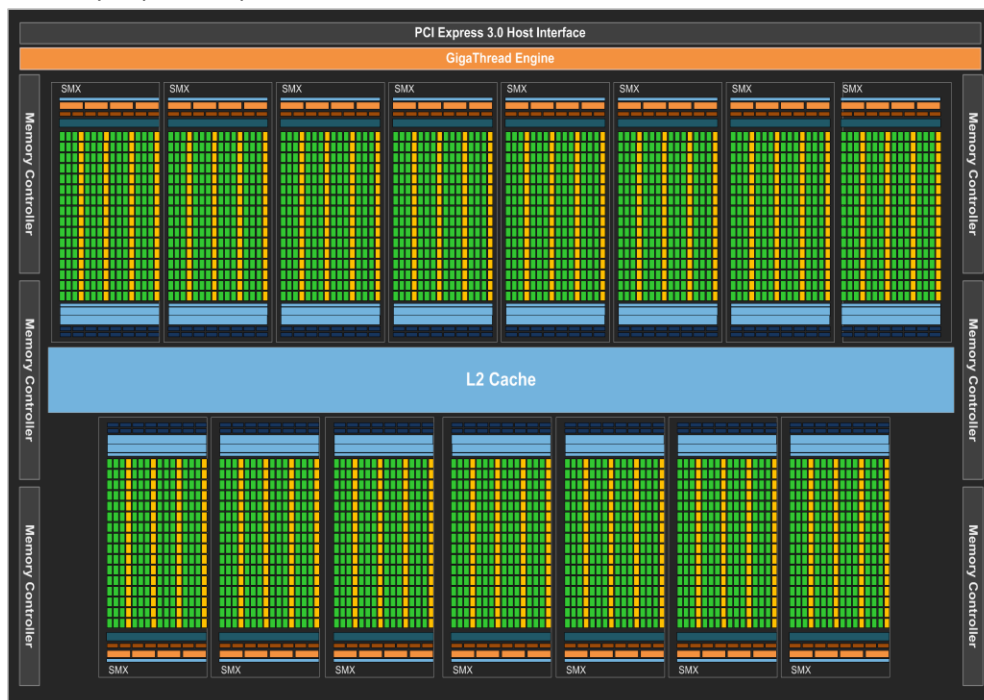 PCI Express 3.0 Host Interface
GigaThread Engine
SMX
SMX
SMX
SMX
SMX
SMX
SMX
SMX
Memory Controller
Memory Controller
Memory Controller
Memory Controller
L2 Cache
Memory Controller
Memory Controller
SMX
SMX
SMX
SMX
SMX
SMX
SMX